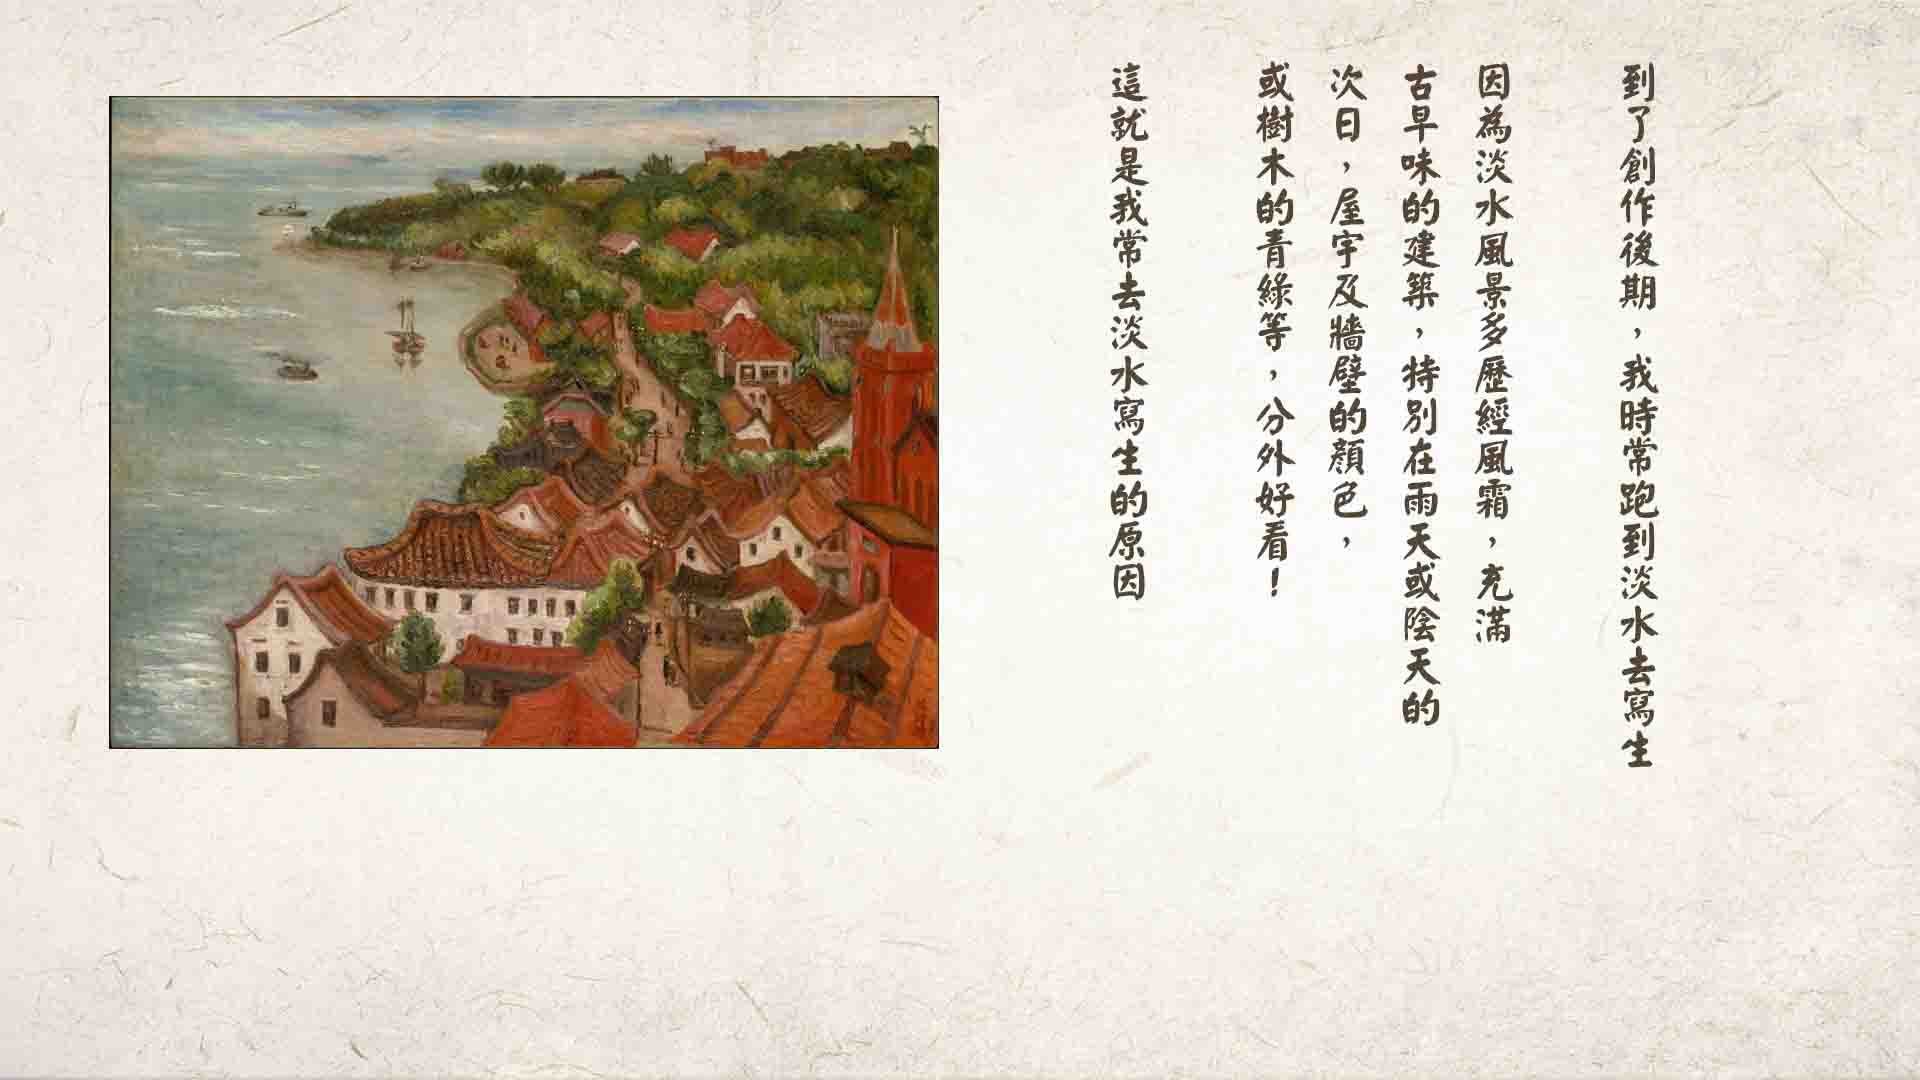 到了創作後期，我時常跑到淡水去寫生
因為淡水風景多歷經風霜，充滿
古早味的建築，特別在雨天或陰天的
次日，屋宇及牆壁的顏色，
或樹木的青綠等，分外好看！
這就是我常去淡水寫生的原因